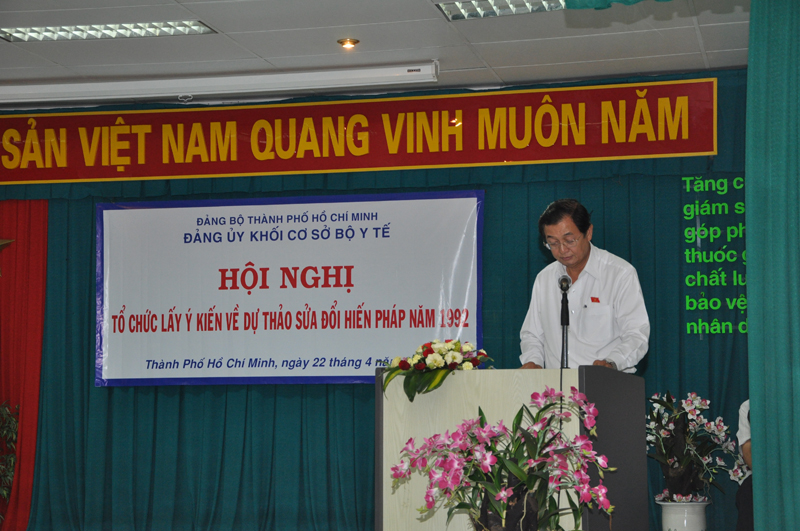 SẢN VIỆT NAM QUANG VINH MUÔN NĂM
ĐẢNG BỘ THÀNH PHỐ HỒ CHÍ MINH
ĐẢNG ỦY KHỐI CƠ SỞ BỘ Y TẾ
HỘI NGHỊ
TỔ CHỨC LẤY Ý KIẾN VỀ DỰ THẢO SỬA ĐỔI HIẾN PHÁP NĂM 1992
Thành Phố Hồ Chí Minh, ngày 22 tháng 4
Tăng
giám
góp
thuốc
chất
bảo vệ
nhân